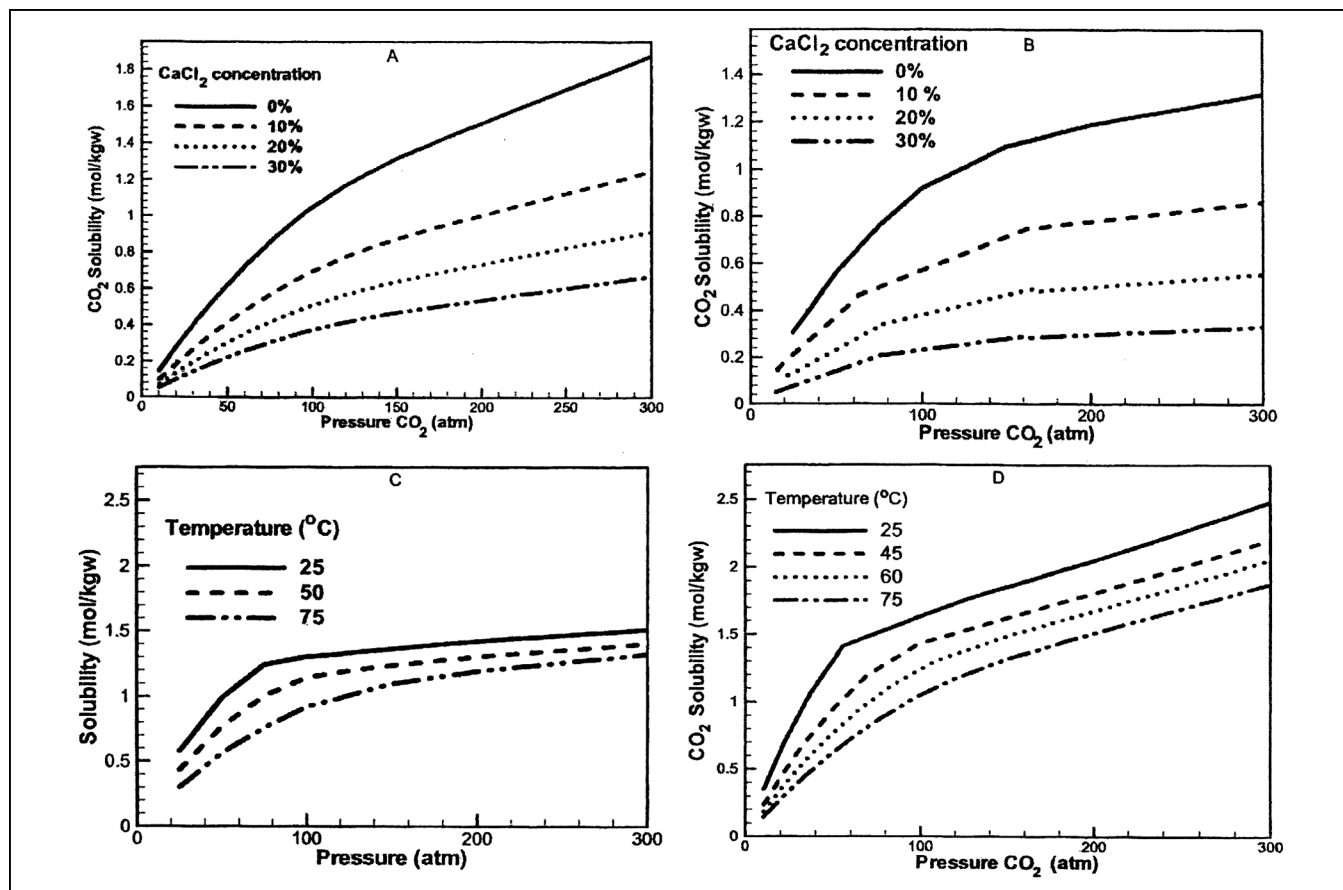 A
CaCl2 concentration
0%
10%
20%
30%
CO2 Solubility (mol/kgw)
1.8
1.6
1.4
1.2
1
0.8
0.6
0.4
0.2
0
0 50 100 150 200 250 300
Pressure CO2 (atm)
B
CaCl2 concentration
0%
10 %
20%
30%
CO2 Solubility (mol/kgw)
1.4
1.2
1
0.8
0.6
0.4
0.2
0
0 100 200 300
Pressure CO2 (atm)
C
Temperature (°C)
25
50
75
Solubility (mol/kgw)
2.5
2
1.5
1
0.5
0
0 100 200 300
Pressure (atm)
D
Temperature (°C)
25
45
60
75
CO2 Solubility (mol/kgw)
2.5
2
1.5
1
0.5
0
0 100 200 300
Pressure CO2 (atm)